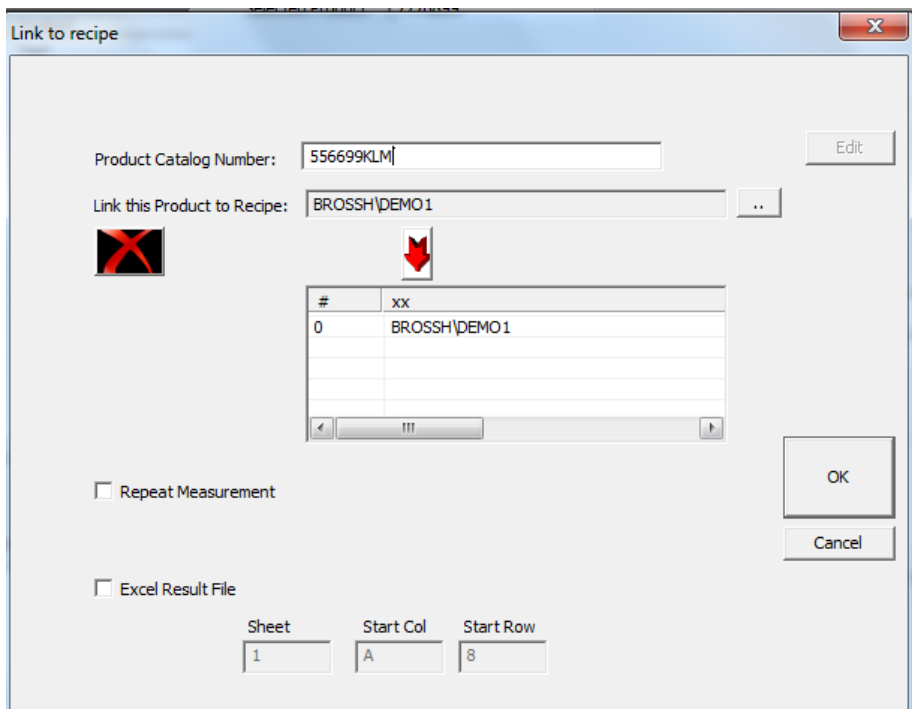 Link to recipe
Product Catalog Number: 556699KLM Edit
Link this Product to Recipe: BROSSH\DEMO1 ..
# xx
0 BROSSH\DEMO1
OK
Repeat Measurement
Cancel
Excel Result File
Sheet Start Col Start Row
1 A 8